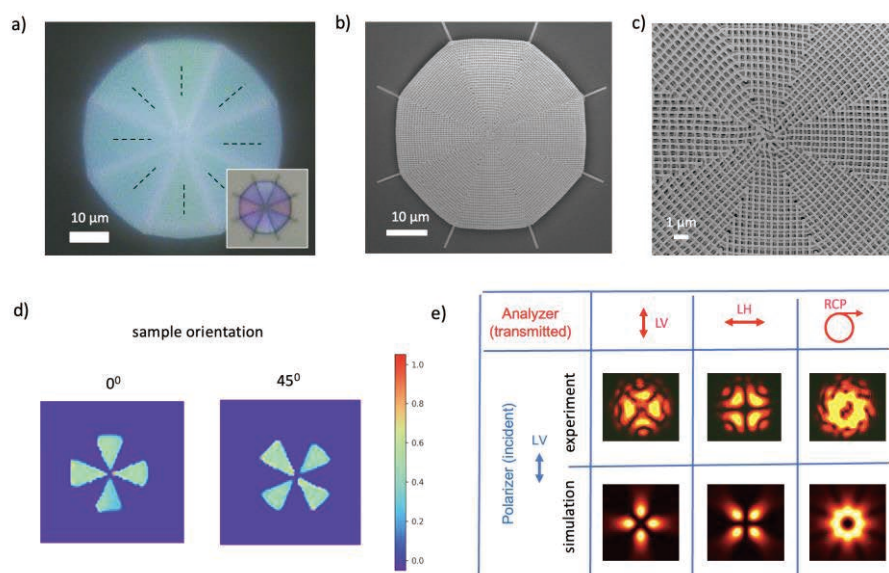 a)
b)
c)
10 µm
10 µm
1 µm
d)
sample orientation
0⁰
45⁰
1.0
0.8
0.6
0.4
0.2
0.0
e)
Analyzer
(transmitted)
LV
LH
RCP
Polarizer (incident)
LV
experiment
simulation